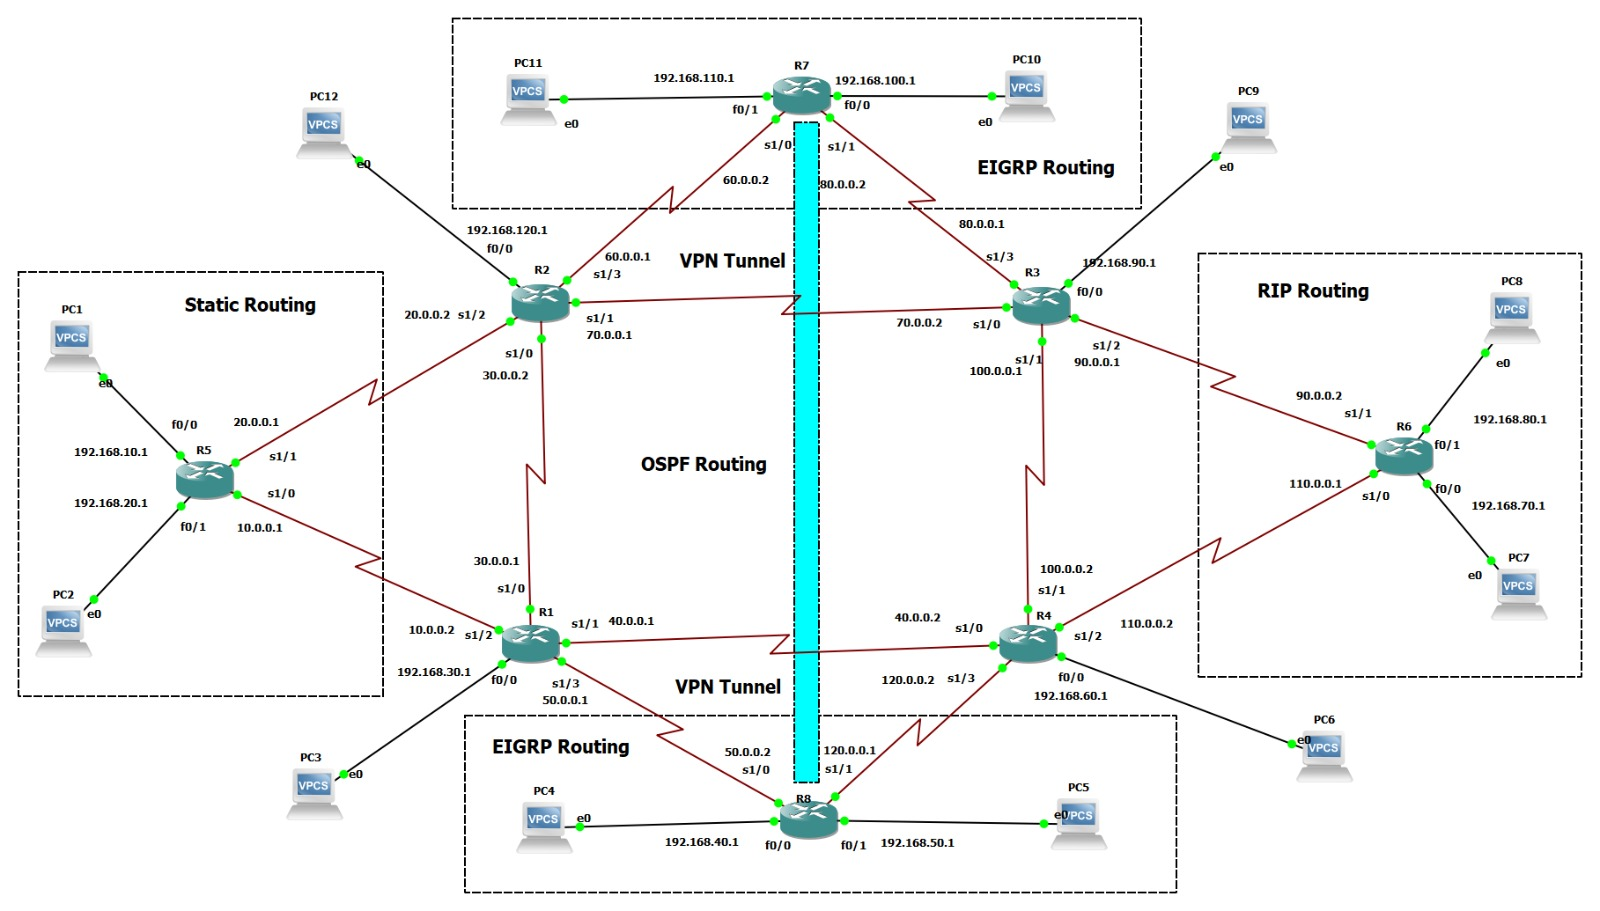 PC11
VPCS
e0
192.168.110.1
f0/1
R7
192.168.100.1
f0/0
PC10
VPCS
e0
s1/0
s1/1
60.0.0.2
80.0.0.2
EIGRP Routing
PC12
VPCS
e0
PC9
VPCS
e0
192.168.120.1
f0/0
R2
60.0.0.1
s1/3
VPN Tunnel
20.0.0.2
s1/2
s1/1
70.0.0.1
s1/0
30.0.0.2
80.0.0.1
s1/3
R3
192.168.90.1
f0/0
70.0.0.2
s1/0
s1/2
90.0.0.1
s1/1
100.0.0.1
Static Routing
PC1
VPCS
e0
f0/0
20.0.0.1
192.168.10.1
R5
s1/1
192.168.20.1
s1/0
f0/1
10.0.0.1
PC2
VPCS
e0
OSPF Routing
RIP Routing
PC8
VPCS
e0
90.0.0.2
s1/1
192.168.80.1
R6
f0/1
110.0.0.1
s1/0
f0/0
192.168.70.1
PC7
VPCS
e0
30.0.0.1
s1/0
R1
10.0.0.2
s1/2
s1/1
40.0.0.1
192.168.30.1
f0/0
s1/3
50.0.0.1
100.0.0.2
s1/1
40.0.0.2
s1/0
R4
s1/2
110.0.0.2
120.0.0.2
s1/3
f0/0
192.168.60.1
VPN Tunnel
PC3
VPCS
e0
PC6
VPCS
e0
EIGRP Routing
50.0.0.2
s1/0
120.0.0.1
s1/1
PC4
VPCS
e0
192.168.40.1
R8
f0/0
f0/1
192.168.50.1
PC5
VPCS
e0